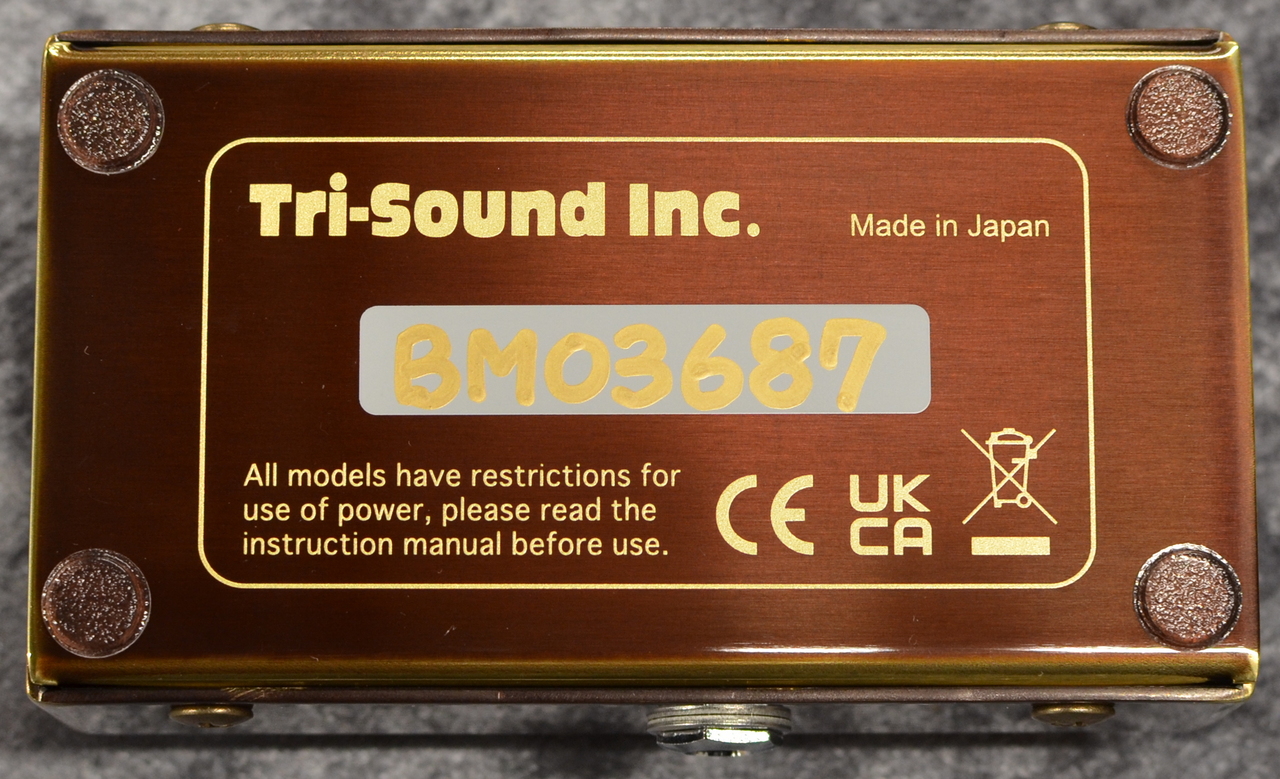 Tri-Sound Inc.
Made in Japan
BM03687
All models have restrictions for
use of power, please read the
instruction manual before use.
CE
UK
CA